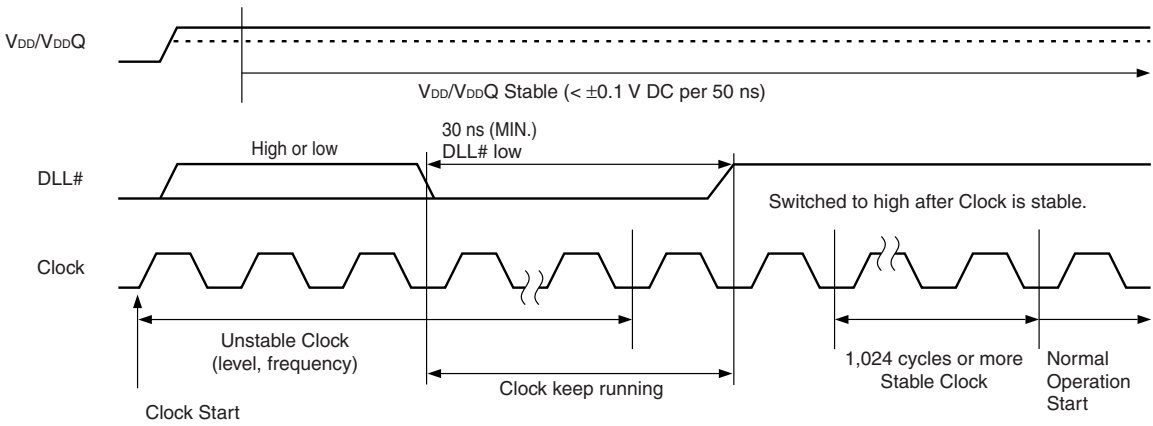 VDD/VDDQ
VDD/VDDQ Stable (< ±0.1 V DC per 50 ns)
30 ns (MIN.)
DLL# low
High or low
DLL#
Switched to high after Clock is stable.
Clock
Unstable Clock
(level, frequency)
Clock keep running
1,024 cycles or more
Stable Clock
Normal
Operation
Start
Clock Start